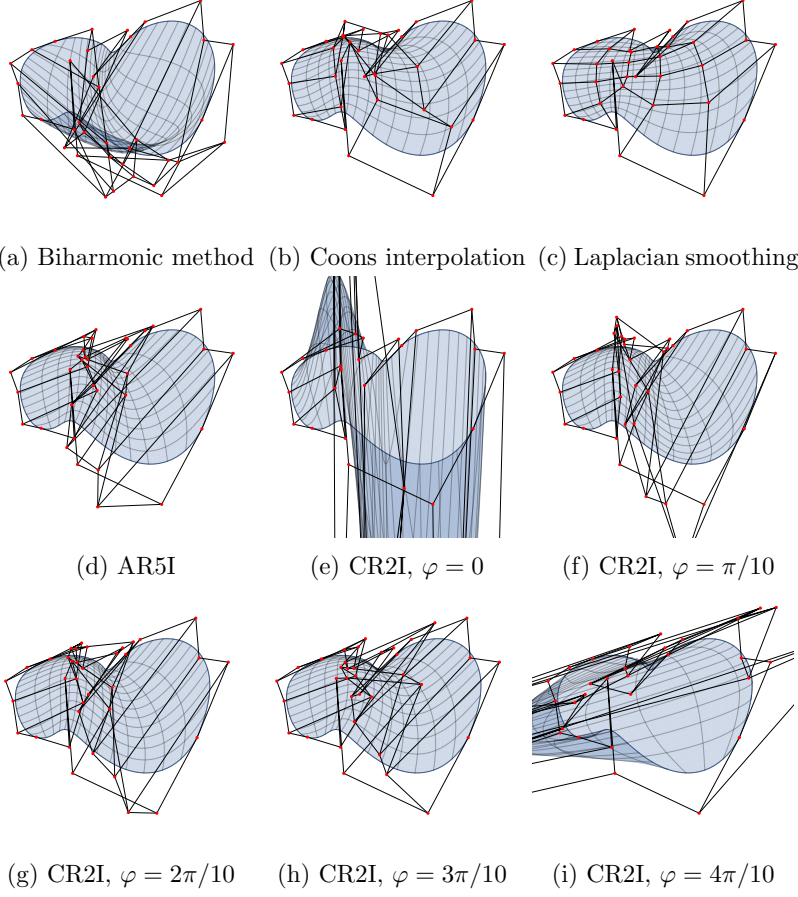 (a) Biharmonic method (b) Coons interpolation (c) Laplacian smoothing
(d) AR5I (e) CR2I, φ = 0 (f) CR2I, φ = π/10
(g) CR2I, φ = 2π/10 (h) CR2I, φ = 3π/10 (i) CR2I, φ = 4π/10